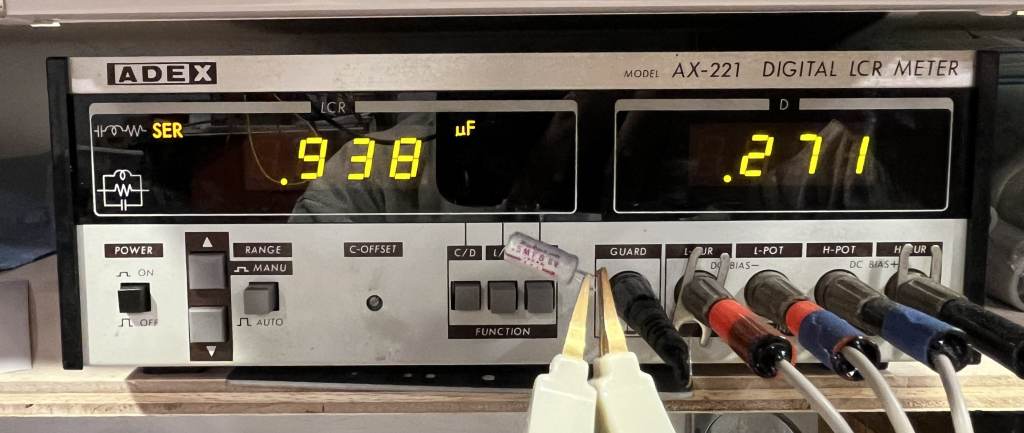 ADEX
MODEL AX-221 DIGITAL LCR METER
LCR
D
SER
.938
µF
.271
POWER
ON
OFF
RANGE
MANU
AUTO
C-OFFSET
C/D
FUNCTION
GUARD
L-POT
H-POT
DC BIAS−
DC BIAS+